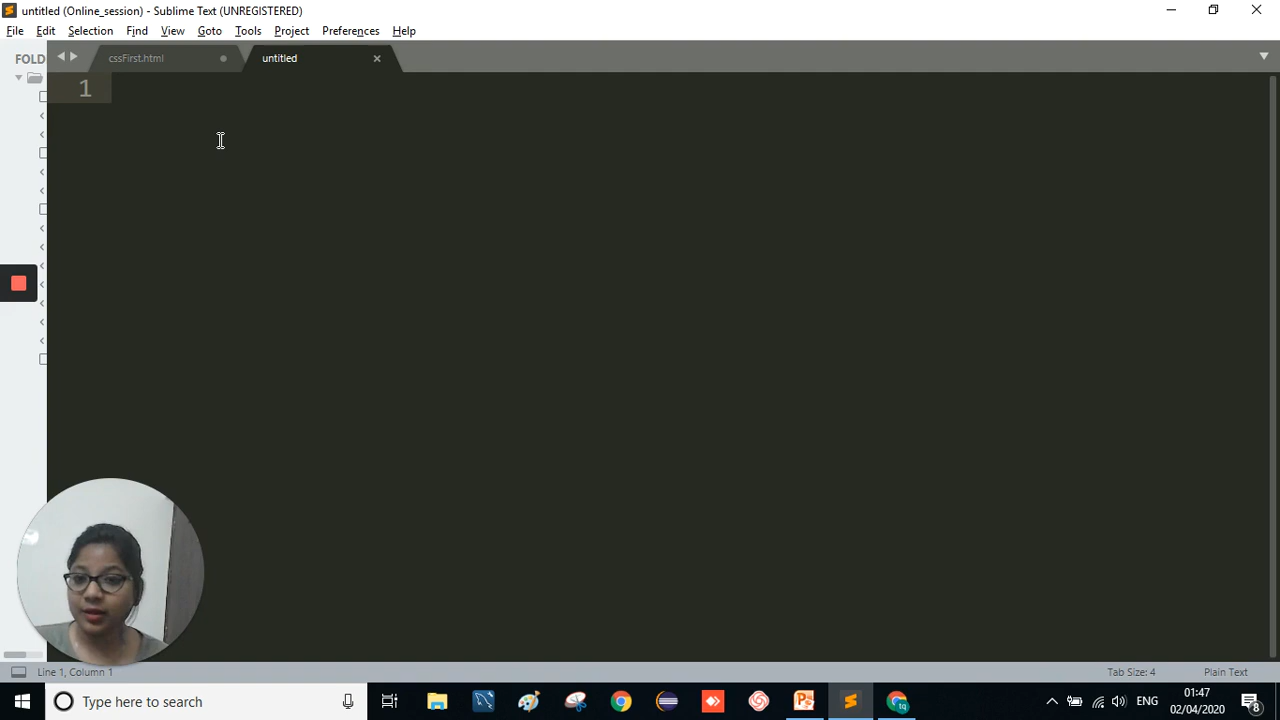 untitled (Online_session) - Sublime Text (UNREGISTERED)
File Edit Selection Find View Goto Tools Project Preferences Help
FOLD
cssFirst.html
untitled
1
Line 1, Column 1
Tab Size: 4
Plain Text
Type here to search
tq
ENG
01:47
02/04/2020
8